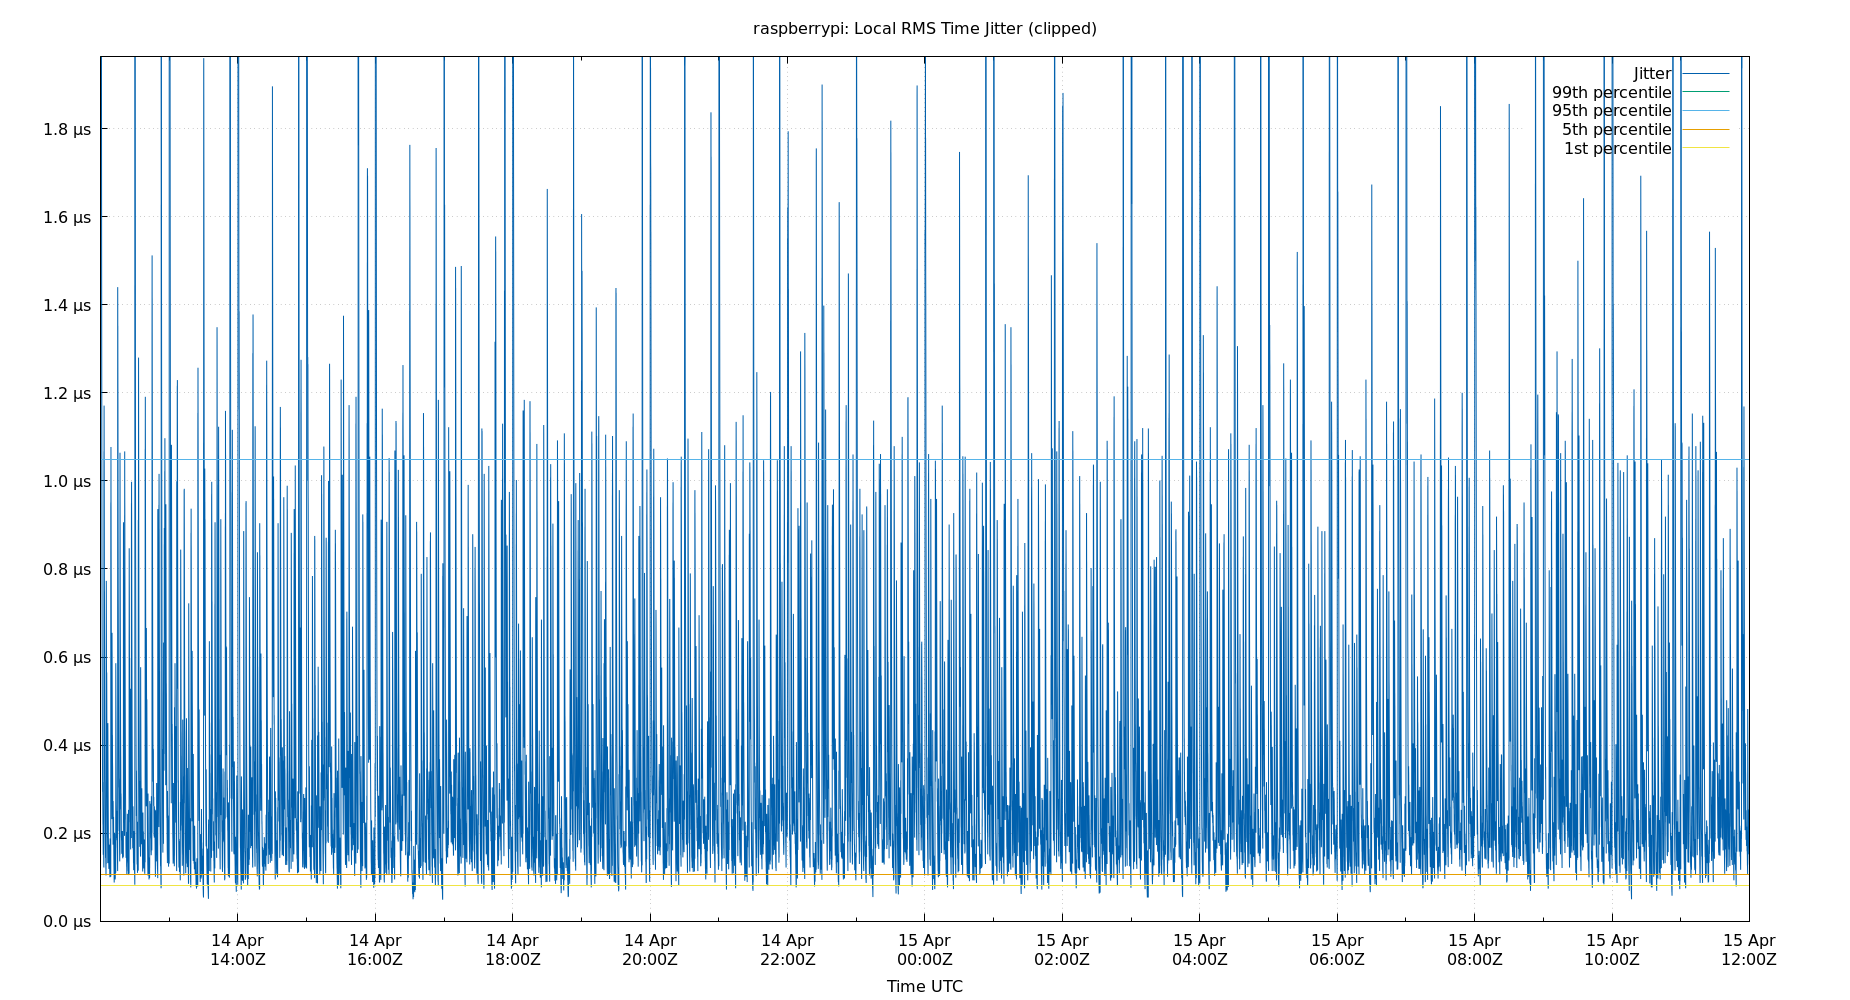 raspberrypi: Local RMS Time Jitter (clipped)
Jitter
99th percentile
95th percentile
5th percentile
1st percentile
1.8 µs
1.6 µs
1.4 µs
1.2 µs
1.0 µs
0.8 µs
0.6 µs
0.4 µs
0.2 µs
0.0 µs
14 Apr 14 Apr 14 Apr 14 Apr 14 Apr 15 Apr 15 Apr 15 Apr 15 Apr 15 Apr 15 Apr 15 Apr
14:00Z 16:00Z 18:00Z 20:00Z 22:00Z 00:00Z 02:00Z 04:00Z 06:00Z 08:00Z 10:00Z 12:00Z
Time UTC